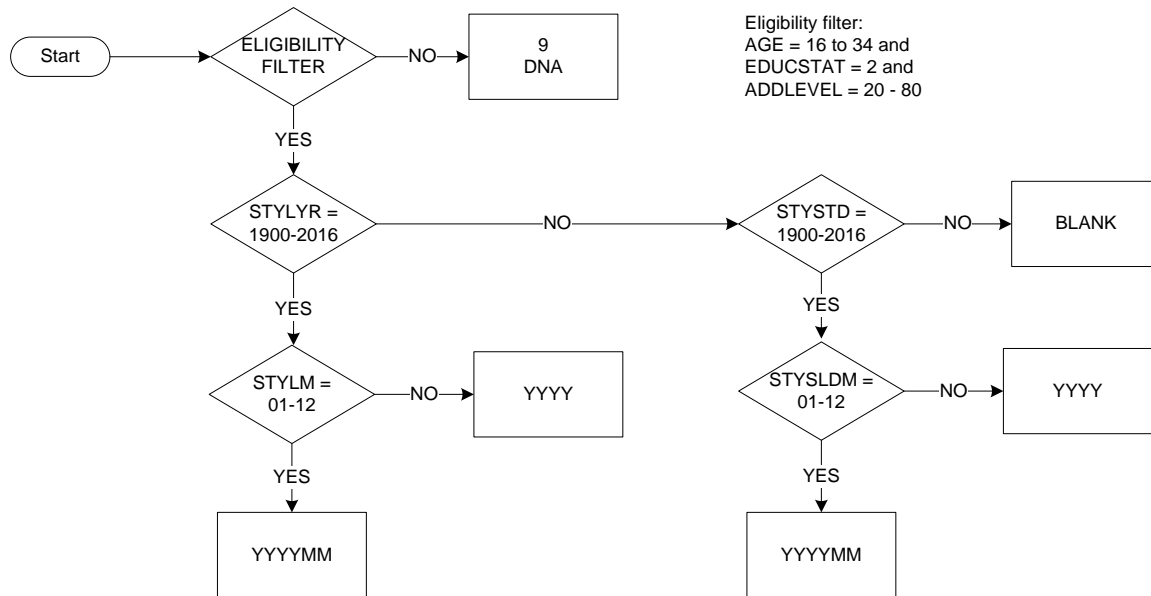 Start
ELIGIBILITY
FILTER
NO
9
DNA
Eligibility filter:
AGE = 16 to 34 and
EDUCSTAT = 2 and
ADDLEVEL = 20 - 80
YES
STYLYR =
1900-2016
NO
STYSTD =
1900-2016
NO
BLANK
YES
YES
STYLM =
01-12
NO
YYYY
STYSLDM =
01-12
NO
YYYY
YES
YES
YYYYMM
YYYYMM